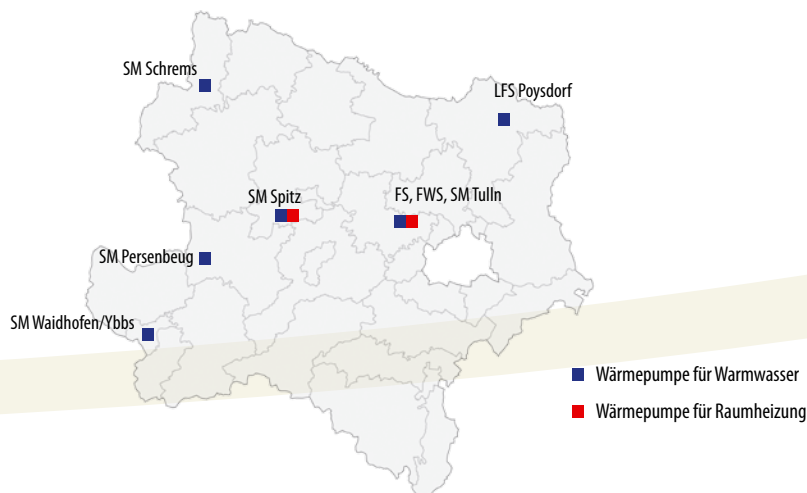 SM Schrems
LFS Poysdorf
SM Spitz
FS, FWS, SM Tulln
SM Persenbeug
SM Waidhofen/Ybbs
Wärmepumpe für Warmwasser
Wärmepumpe für Raumheizung